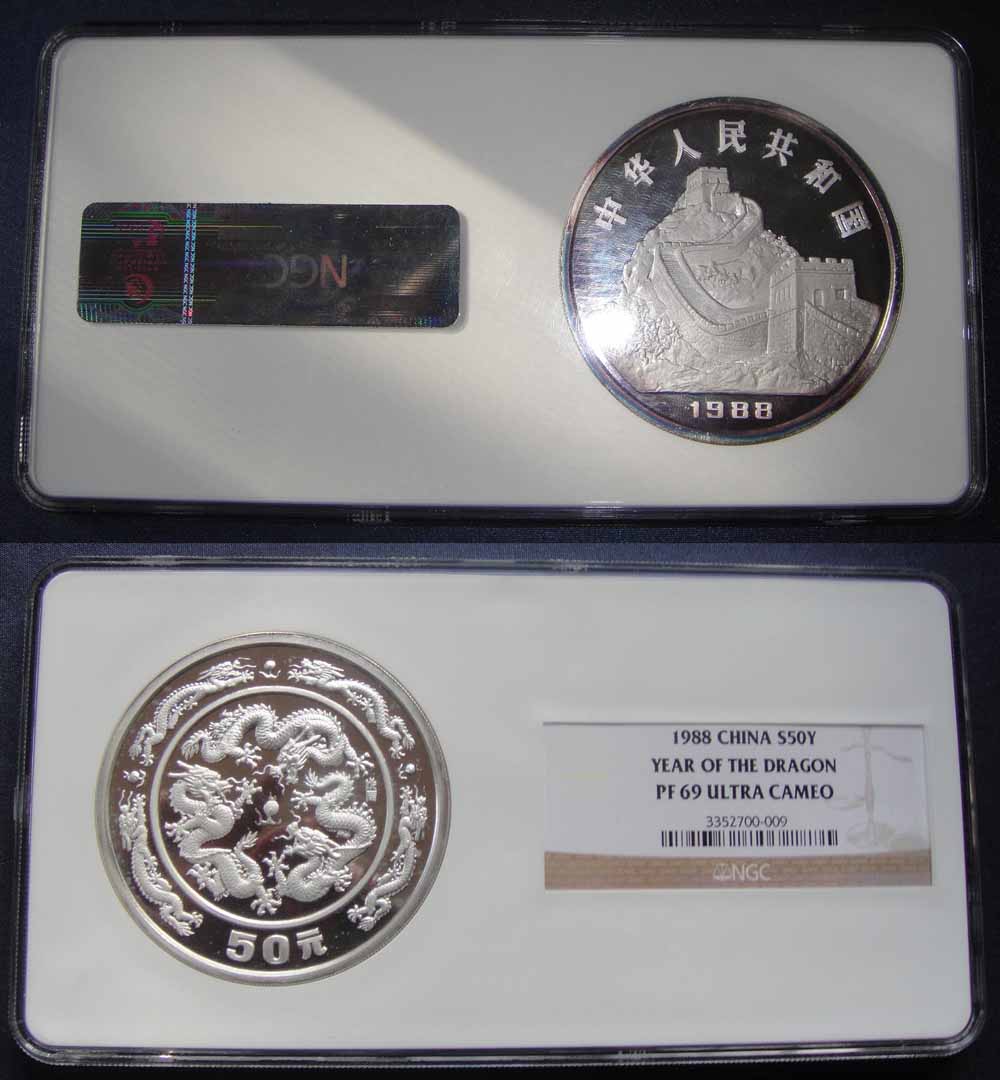 中华人民共和国
NGC
1988
50元
1988 CHINA S50Y
YEAR OF THE DRAGON
PF 69 ULTRA CAMEO
3352700-009
NGC